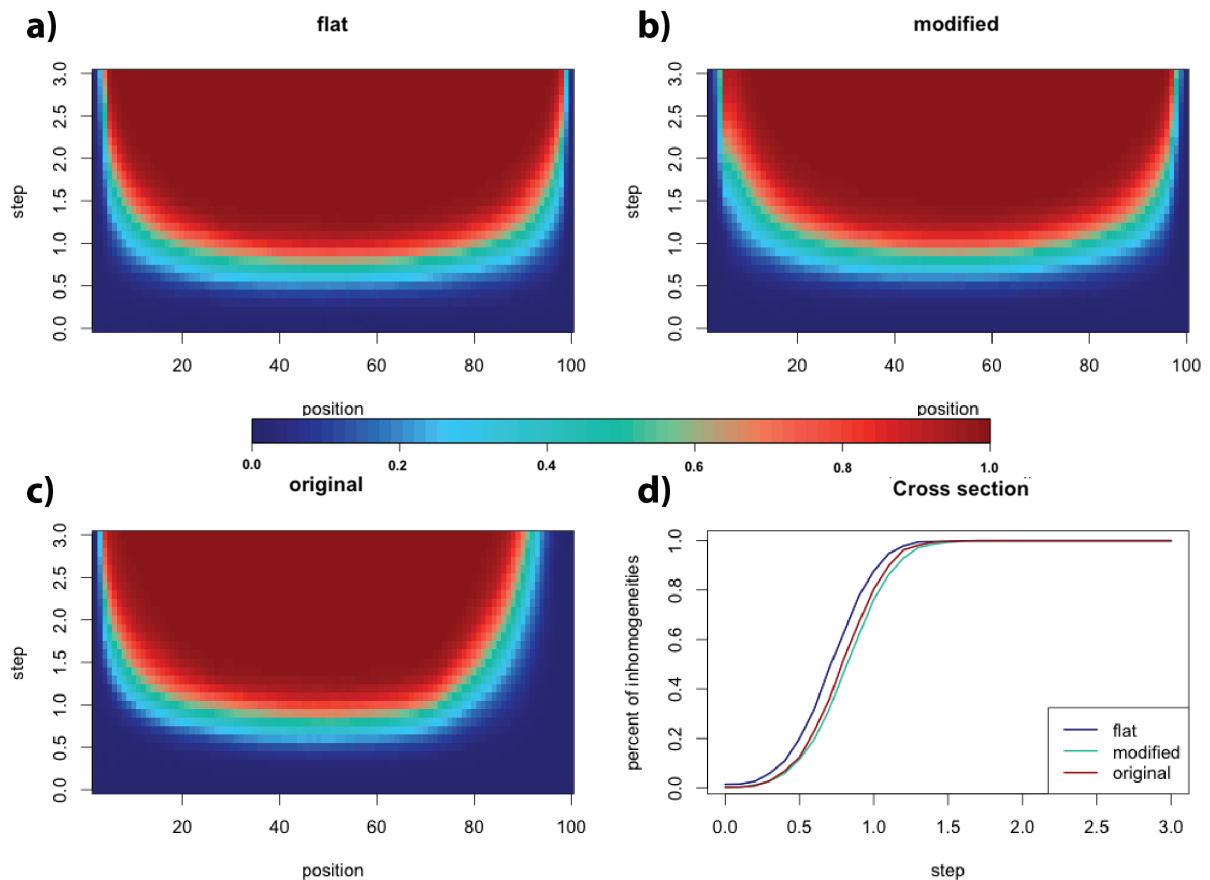 a)
flat
step
0.0 0.5 1.0 1.5 2.0 2.5 3.0
20 40 60 80 100
position
b)
modified
step
0.0 0.5 1.0 1.5 2.0 2.5 3.0
20 40 60 80 100
position
0.0 0.2 0.4 0.6 0.8 1.0
c)
original
step
0.0 0.5 1.0 1.5 2.0 2.5 3.0
20 40 60 80 100
position
d)
Cross section
percent of inhomogeneities
0.0 0.2 0.4 0.6 0.8 1.0
flat
modified
original
0.0 0.5 1.0 1.5 2.0 2.5 3.0
step